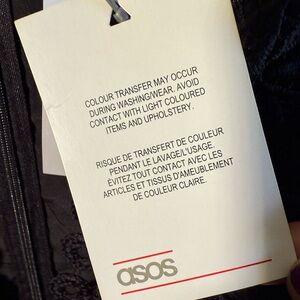 COLOUR TRANSFER MAY OCCUR
DURING WASHING/WEAR. AVOID
CONTACT WITH LIGHT COLOURED
ITEMS AND UPHOLSTERY.
RISQUE DE TRANSFERT DE COULEUR
PENDANT LE LAVAGE/L'USAGE.
ÉVITEZ TOUT CONTACT AVEC LES
ARTICLES ET TISSUS D'AMEUBLEMENT
DE COULEUR CLAIRE.
asos